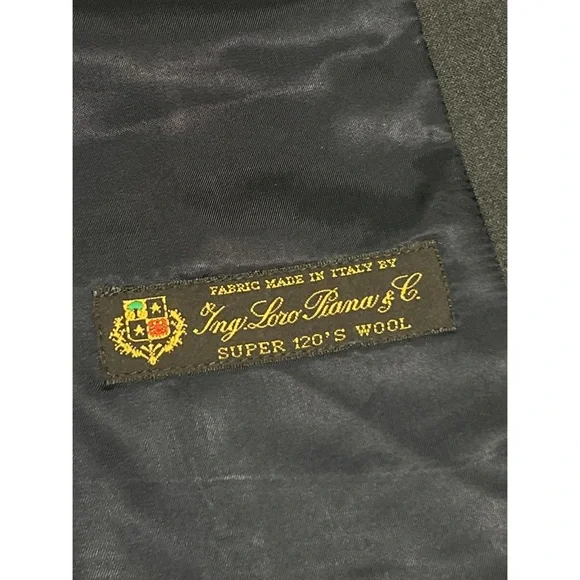 FABRIC MADE IN ITALY BY
Ing. Loro Piana & C.
SUPER 120'S WOOL